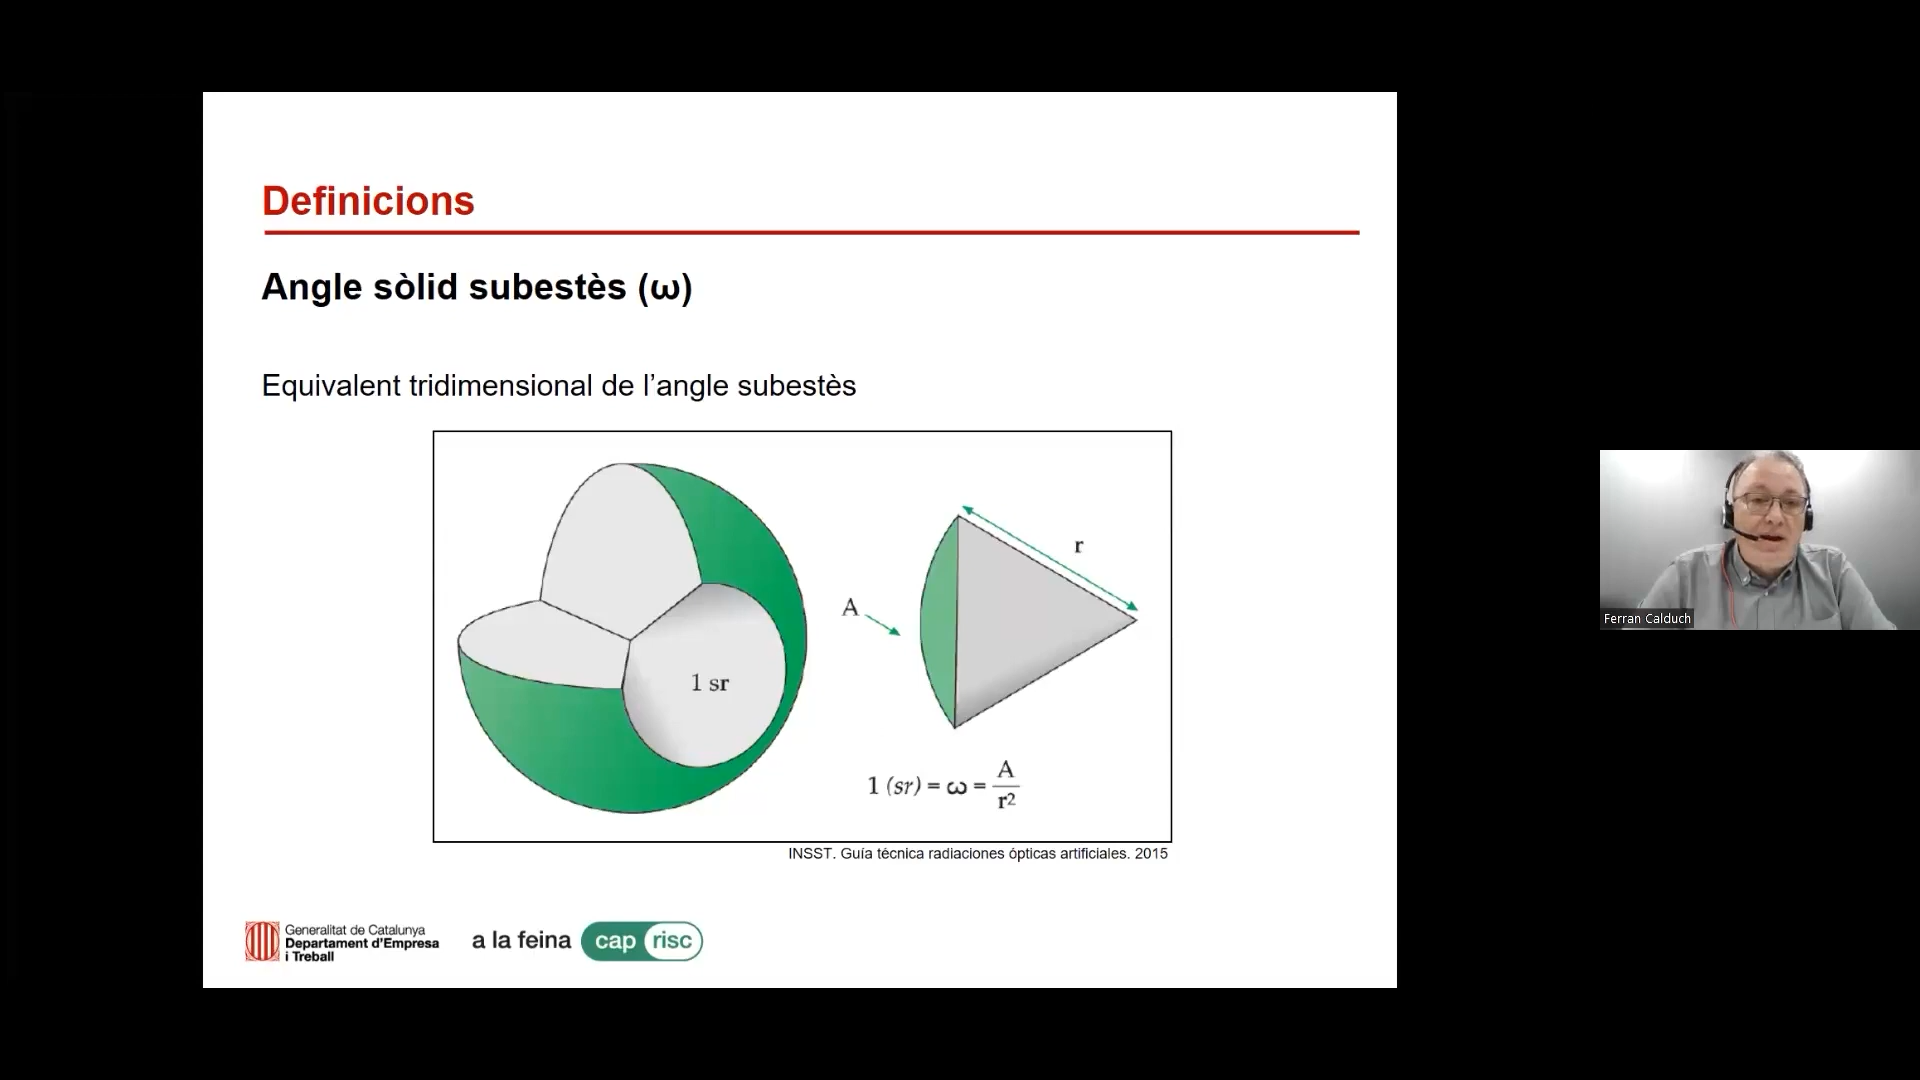 Definicions
Angle sòlid subestès (ω)
Equivalent tridimensional de l’angle subestès
1 sr
A
r
1 (sr) = ω = A / r²
INSST. Guía técnica radiaciones ópticas artificiales. 2015
Generalitat de Catalunya
Departament d’Empresa
i Treball
a la feina cap risc
Ferran Calduch